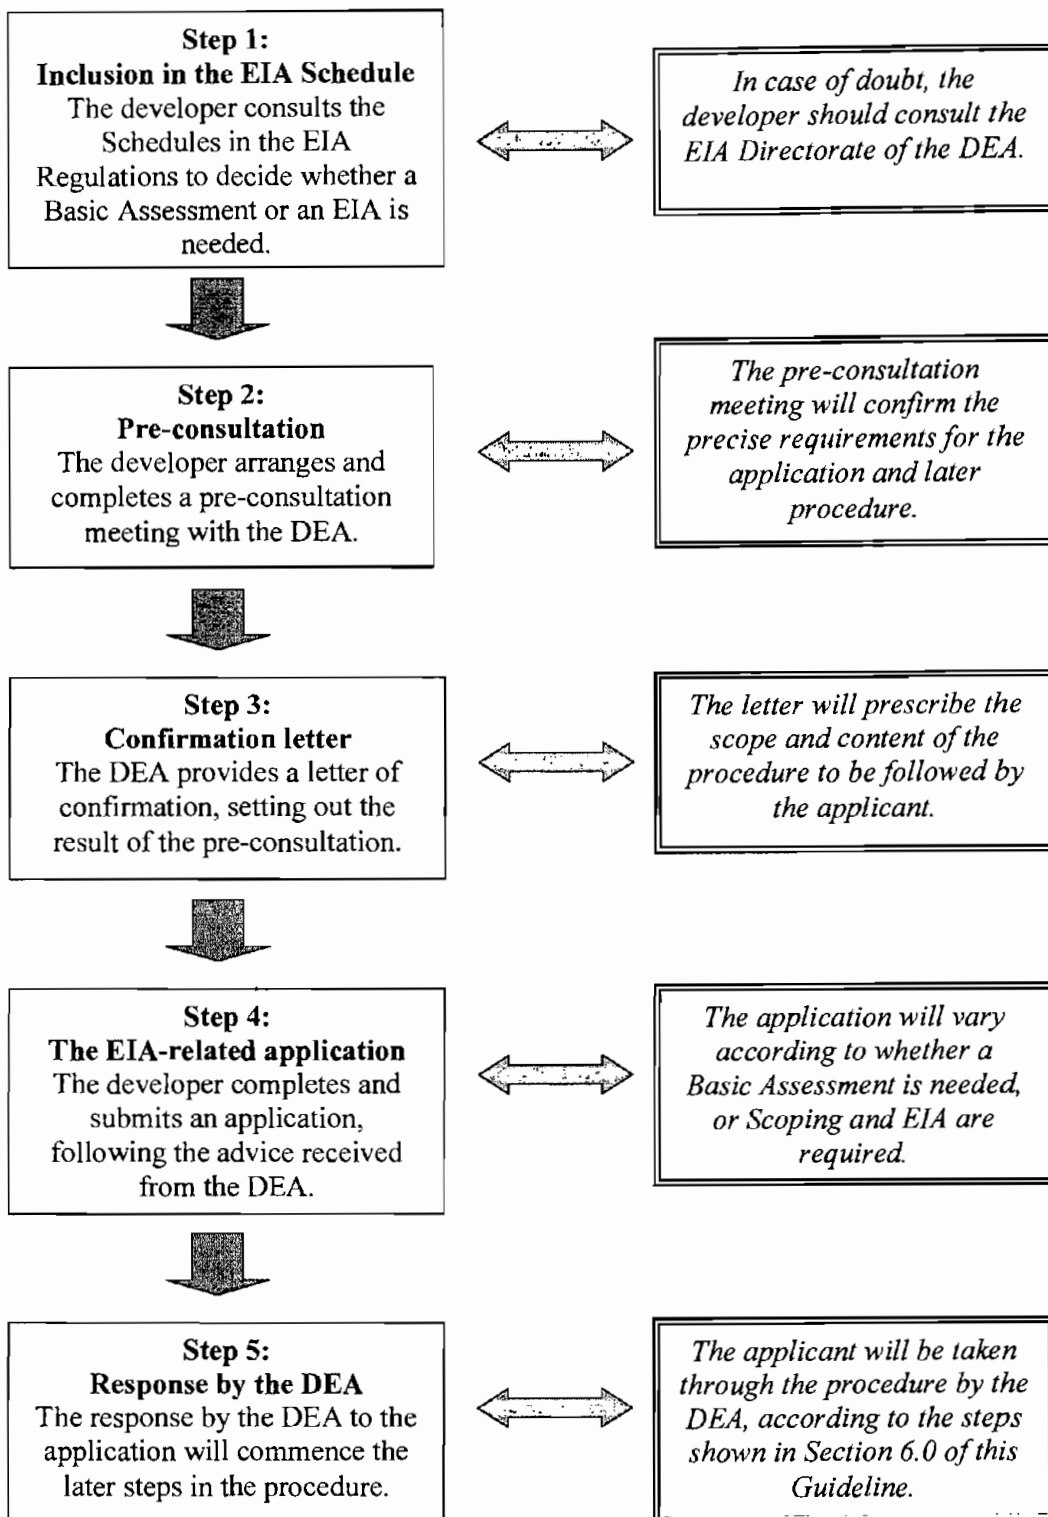 Step 1:
Inclusion in the EIA Schedule
The developer consults the
Schedules in the EIA
Regulations to decide whether a
Basic Assessment or an EIA is
needed.
In case of doubt, the
developer should consult the
EIA Directorate of the DEA.
Step 2:
Pre-consultation
The developer arranges and
completes a pre-consultation
meeting with the DEA.
The pre-consultation
meeting will confirm the
precise requirements for the
application and later
procedure.
Step 3:
Confirmation letter
The DEA provides a letter of
confirmation, setting out the
result of the pre-consultation.
The letter will prescribe the
scope and content of the
procedure to be followed by
the applicant.
Step 4:
The EIA-related application
The developer completes and
submits an application,
following the advice received
from the DEA.
The application will vary
according to whether a
Basic Assessment is needed,
or Scoping and EIA are
required.
Step 5:
Response by the DEA
The response by the DEA to the
application will commence the
later steps in the procedure.
The applicant will be taken
through the procedure by the
DEA, according to the steps
shown in Section 6.0 of this
Guideline.